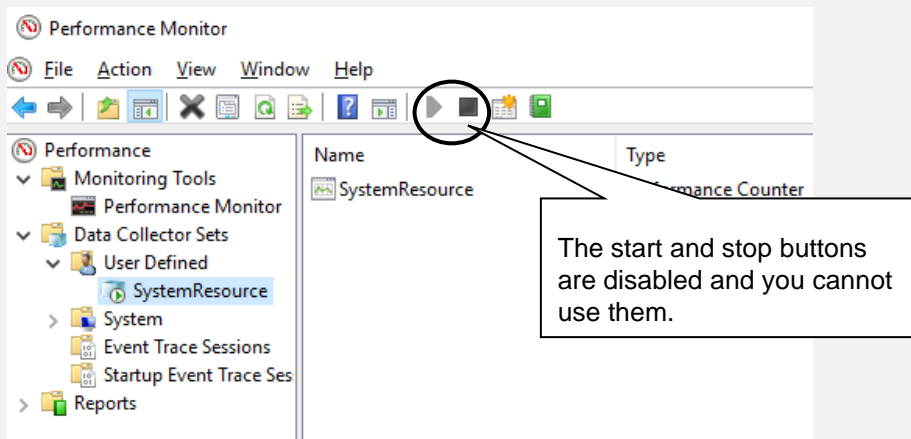 Performance Monitor
File Action View Window Help
Performance
Monitoring Tools
Performance Monitor
Data Collector Sets
User Defined
SystemResource
System
Event Trace Sessions
Startup Event Trace Ses
Reports
Name Type
SystemResource formance Counter
The start and stop buttons
are disabled and you cannot
use them.